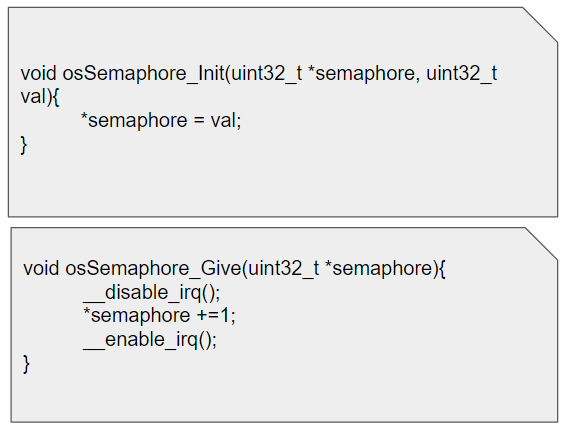 void osSemaphore_Init(uint32_t *semaphore, uint32_t
val){
*semaphore = val;
}
void osSemaphore_Give(uint32_t *semaphore){
__disable_irq();
*semaphore +=1;
__enable_irq();
}